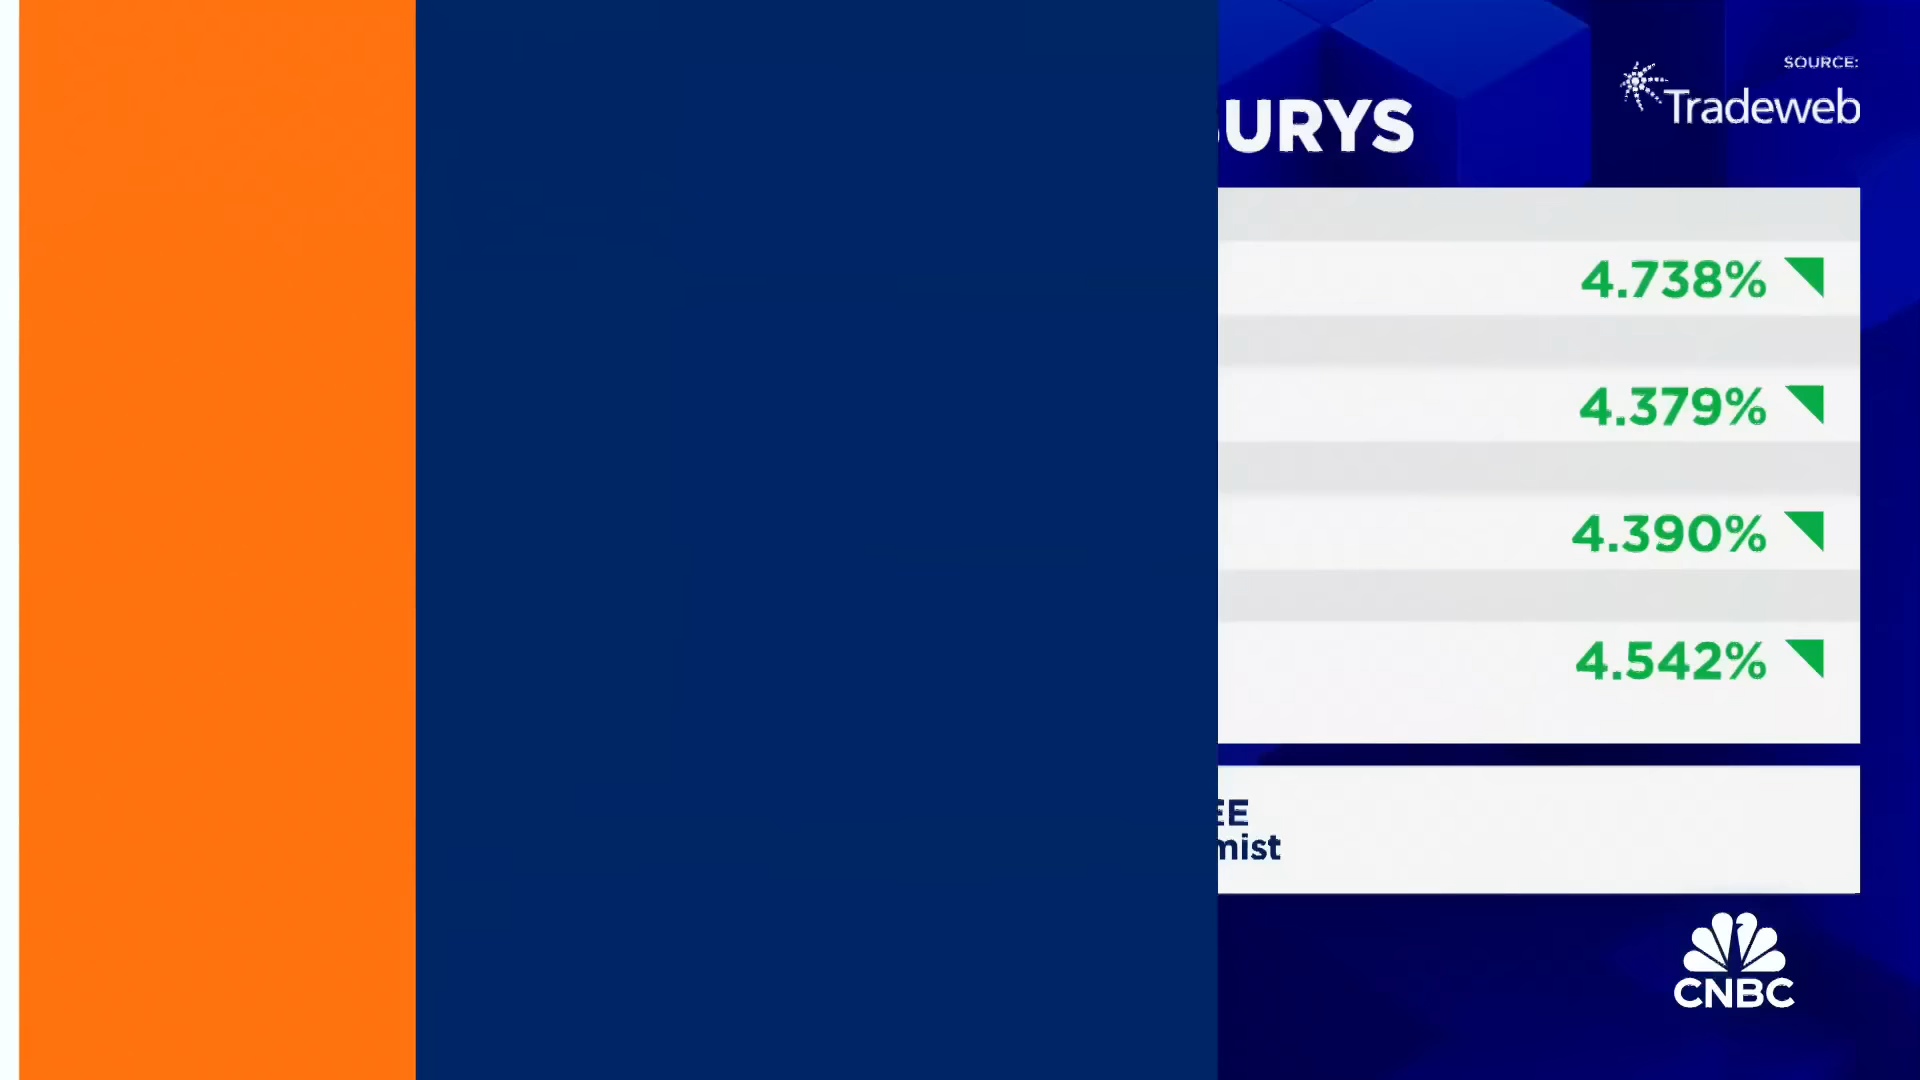 SOURCE:
Tradeweb
URYS
4.738%
4.379%
4.390%
4.542%
EE
mist
CNBC